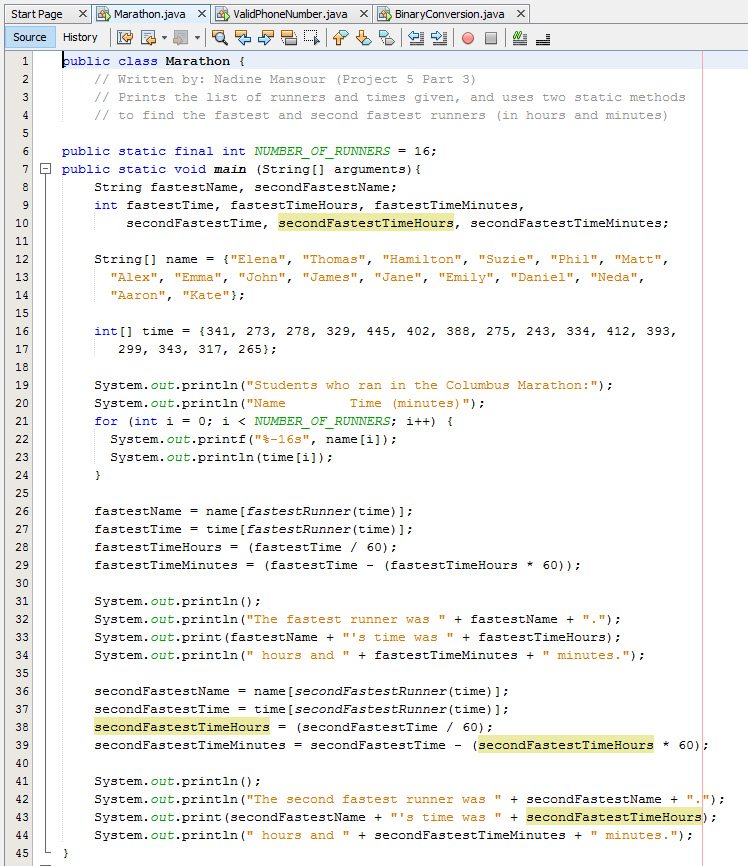 Start Page Marathon.java ValidPhoneNumber.java BinaryConversion.java
Source History
1 public class Marathon {
2 // Written by: Nadine Mansour (Project 5 Part 3)
3 // Prints the list of runners and times given, and uses two static methods
4 // to find the fastest and second fastest runners (in hours and minutes)
5
6 public static final int NUMBER_OF_RUNNERS = 16;
7 public static void main (String[] arguments){
8 String fastestName, secondFastestName;
9 int fastestTime, fastestTimeHours, fastestTimeMinutes,
10 secondFastestTime, secondFastestTimeHours, secondFastestTimeMinutes;
11
12 String[] name = {"Elena", "Thomas", "Hamilton", "Suzie", "Phil", "Matt",
13 "Alex", "Emma", "John", "James", "Jane", "Emily", "Daniel", "Neda",
14 "Aaron", "Kate"};
15
16 int[] time = {341, 273, 278, 329, 445, 402, 388, 275, 243, 334, 412, 393,
17 299, 343, 317, 265};
18
19 System.out.println("Students who ran in the Columbus Marathon:");
20 System.out.println("Name        Time (minutes)");
21 for (int i = 0; i < NUMBER_OF_RUNNERS; i++) {
22 System.out.printf("%-16s", name[i]);
23 System.out.println(time[i]);
24 }
25
26 fastestName = name[fastestRunner(time)];
27 fastestTime = time[fastestRunner(time)];
28 fastestTimeHours = (fastestTime / 60);
29 fastestTimeMinutes = (fastestTime - (fastestTimeHours * 60));
30
31 System.out.println();
32 System.out.println("The fastest runner was " + fastestName + ".");
33 System.out.print(fastestName + "'s time was " + fastestTimeHours);
34 System.out.println(" hours and " + fastestTimeMinutes + " minutes.");
35
36 secondFastestName = name[secondFastestRunner(time)];
37 secondFastestTime = time[secondFastestRunner(time)];
38 secondFastestTimeHours = (secondFastestTime / 60);
39 secondFastestTimeMinutes = secondFastestTime - (secondFastestTimeHours * 60);
40
41 System.out.println();
42 System.out.println("The second fastest runner was " + secondFastestName + ".");
43 System.out.print(secondFastestName + "'s time was " + secondFastestTimeHours);
44 System.out.println(" hours and " + secondFastestTimeMinutes + " minutes.");
45 }